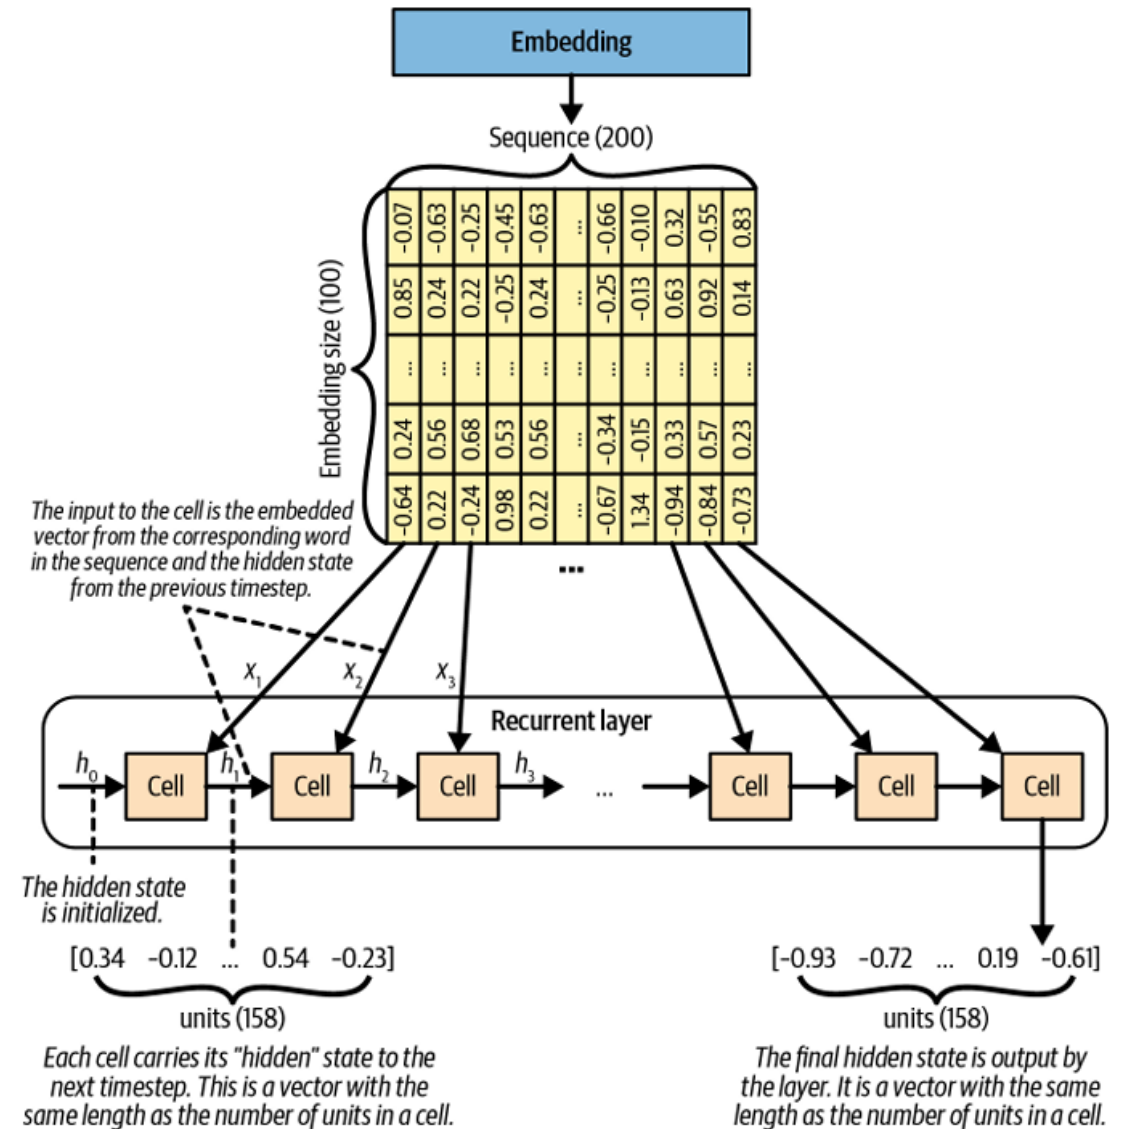 Embedding
Sequence (200)
Embedding size (100)
-0.07 -0.63 -0.25 -0.45 -0.63 ... -0.66 -0.10 0.32 -0.55 0.83
0.85 0.24 0.22 -0.25 0.24 ... -0.25 -0.13 0.63 0.92 0.14
... ... ... ... ... ... ... ... ... ... ...
0.24 0.56 0.68 0.53 0.56 ... -0.34 -0.15 0.33 0.57 0.23
-0.64 0.22 -0.24 0.98 0.22 ... -0.67 1.34 -0.94 -0.84 -0.73
...
The input to the cell is the embedded
vector from the corresponding word
in the sequence and the hidden state
from the previous timestep.
x₁ x₂ x₃
Recurrent layer
h₀ Cell h₁ Cell h₂ Cell h₃ ... Cell Cell Cell
The hidden state
is initialized.
[0.34 -0.12 ... 0.54 -0.23]
units (158)
Each cell carries its "hidden" state to the
next timestep. This is a vector with the
same length as the number of units in a cell.
[-0.93 -0.72 ... 0.19 -0.61]
units (158)
The final hidden state is output by
the layer. It is a vector with the same
length as the number of units in a cell.